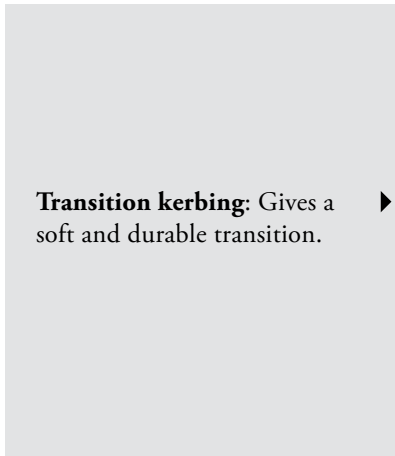 Transition kerbing: Gives a
soft and durable transition.